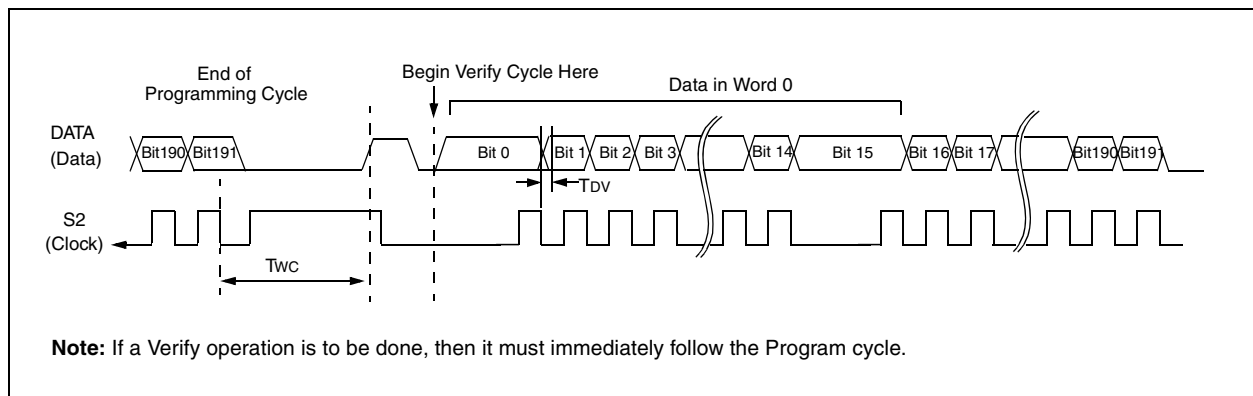 End of
Programming Cycle
Begin Verify Cycle Here
Data in Word 0
DATA
(Data)
Bit190 Bit191 Bit 0 Bit 1 Bit 2 Bit 3 Bit 14 Bit 15 Bit 16 Bit 17 Bit190 Bit191
TDV
S2
(Clock)
TWC
Note: If a Verify operation is to be done, then it must immediately follow the Program cycle.